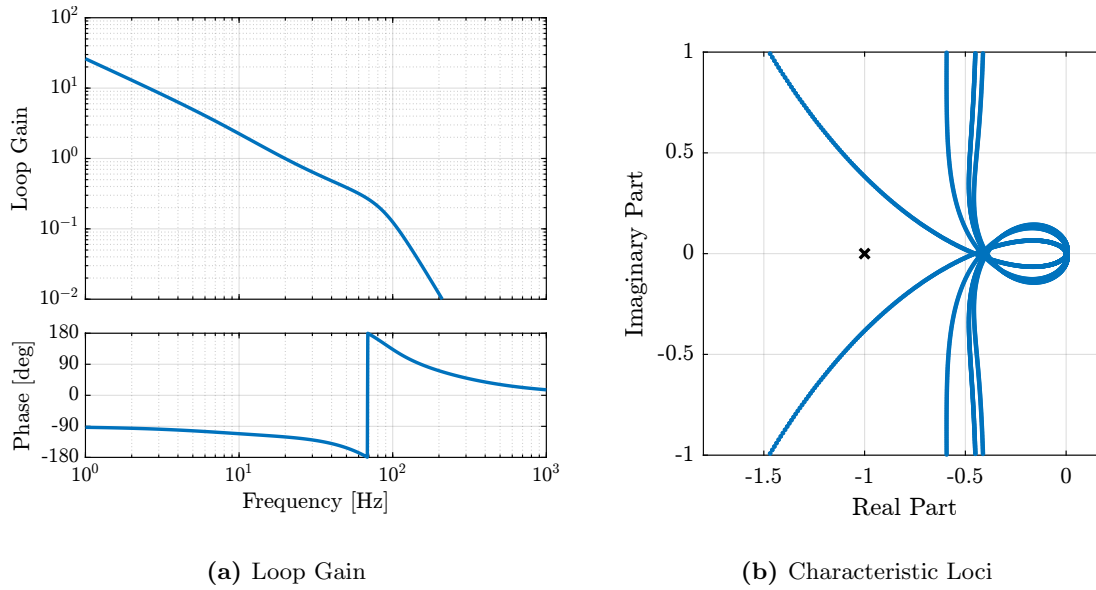 10^2
10^1
10^0
10^-1
10^-2
Loop Gain
180
90
0
-90
-180
Phase [deg]
10^0 10^1 10^2 10^3
Frequency [Hz]
(a) Loop Gain
1
0.5
0
-0.5
-1
Imaginary Part
-1.5 -1 -0.5 0
Real Part
(b) Characteristic Loci